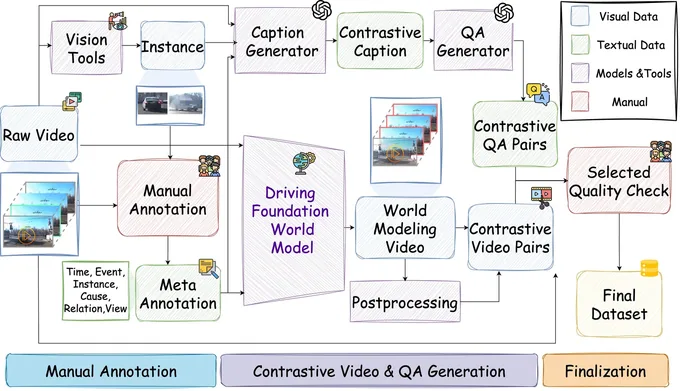 Vision
Tools
Instance
Caption
Generator
Contrastive
Caption
QA
Generator
Visual Data
Textual Data
Models &Tools
Manual
Raw Video
Q
A
Contrastive
QA Pairs
Manual
Annotation
Driving
Foundation
World
Model
Selected
Quality Check
World
Modeling
Video
Contrastive
Video Pairs
Time, Event,
Instance,
Cause,
Relation,View
Meta
Annotation
Postprocessing
Final
Dataset
Manual Annotation
Contrastive Video & QA Generation
Finalization